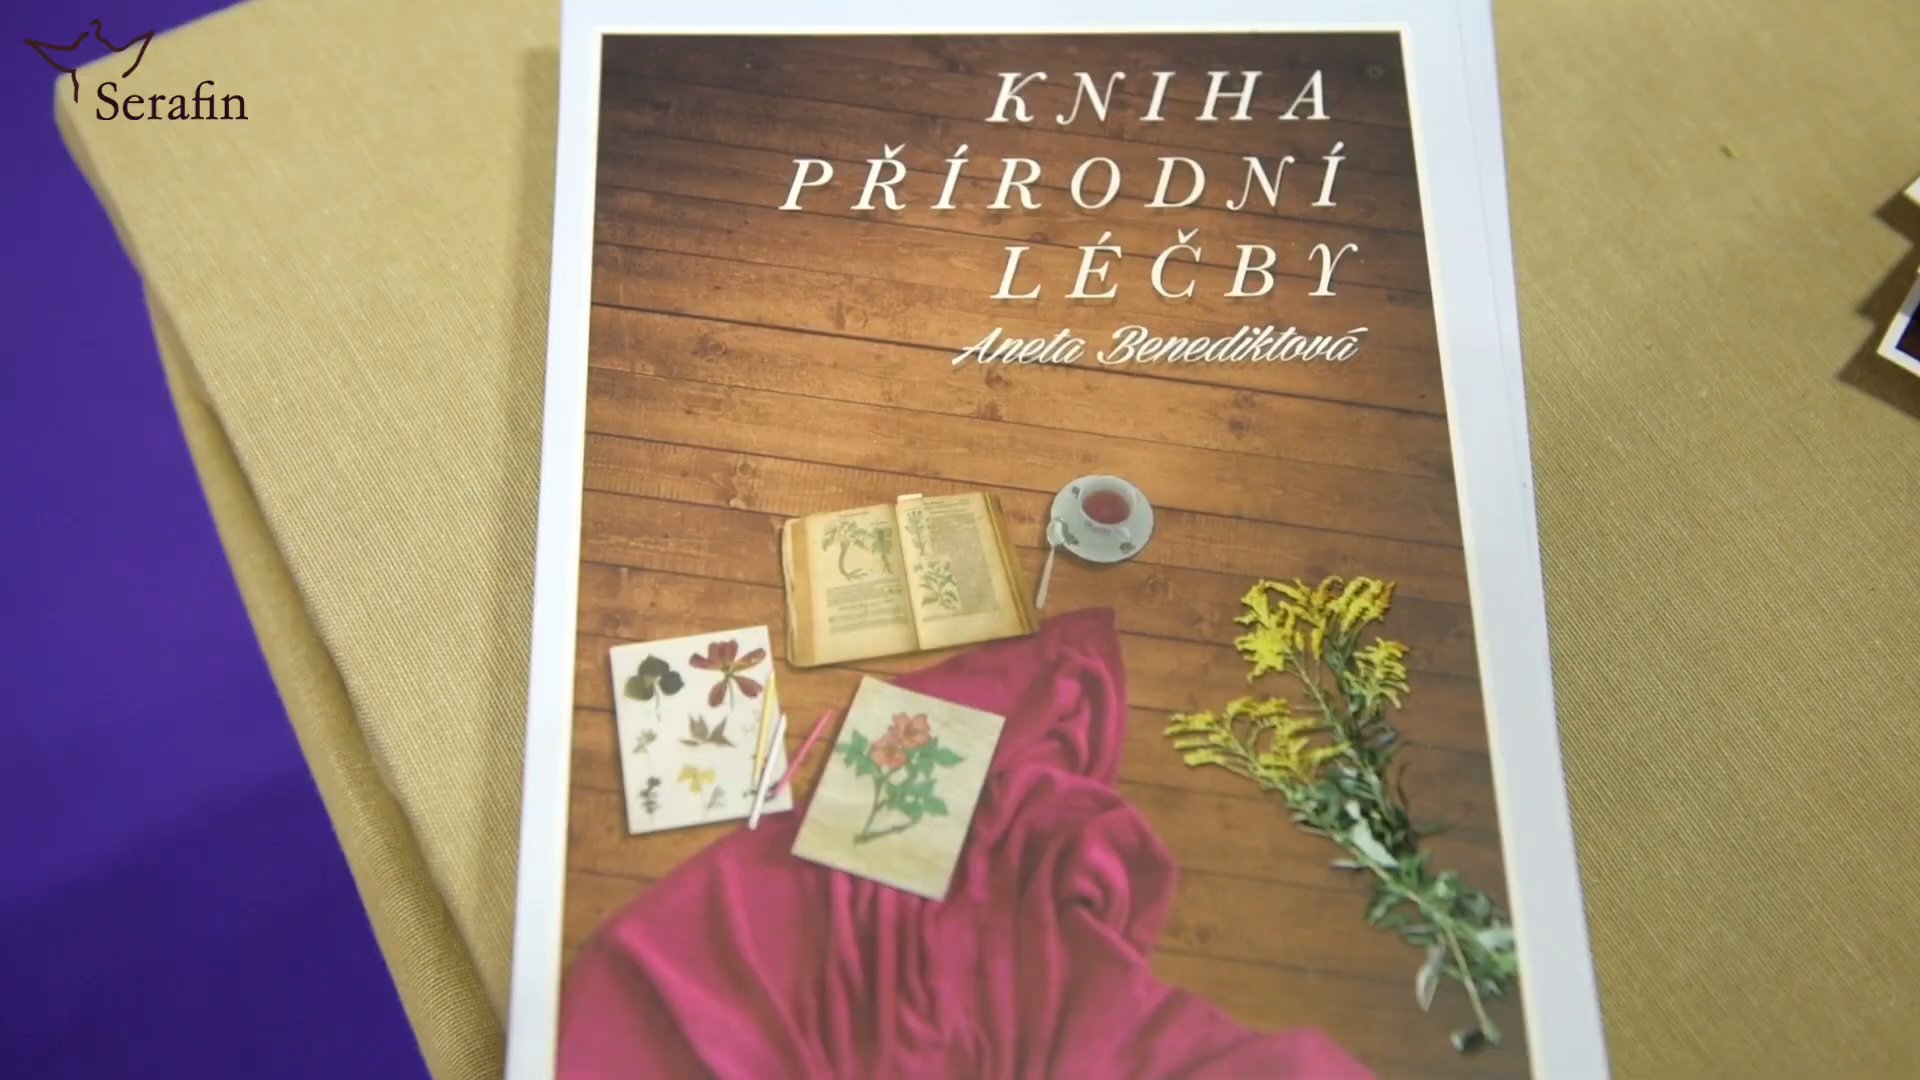 Serafin
KNIHA
PŘÍRODNÍ
LÉČBY
Aneta Benediktová